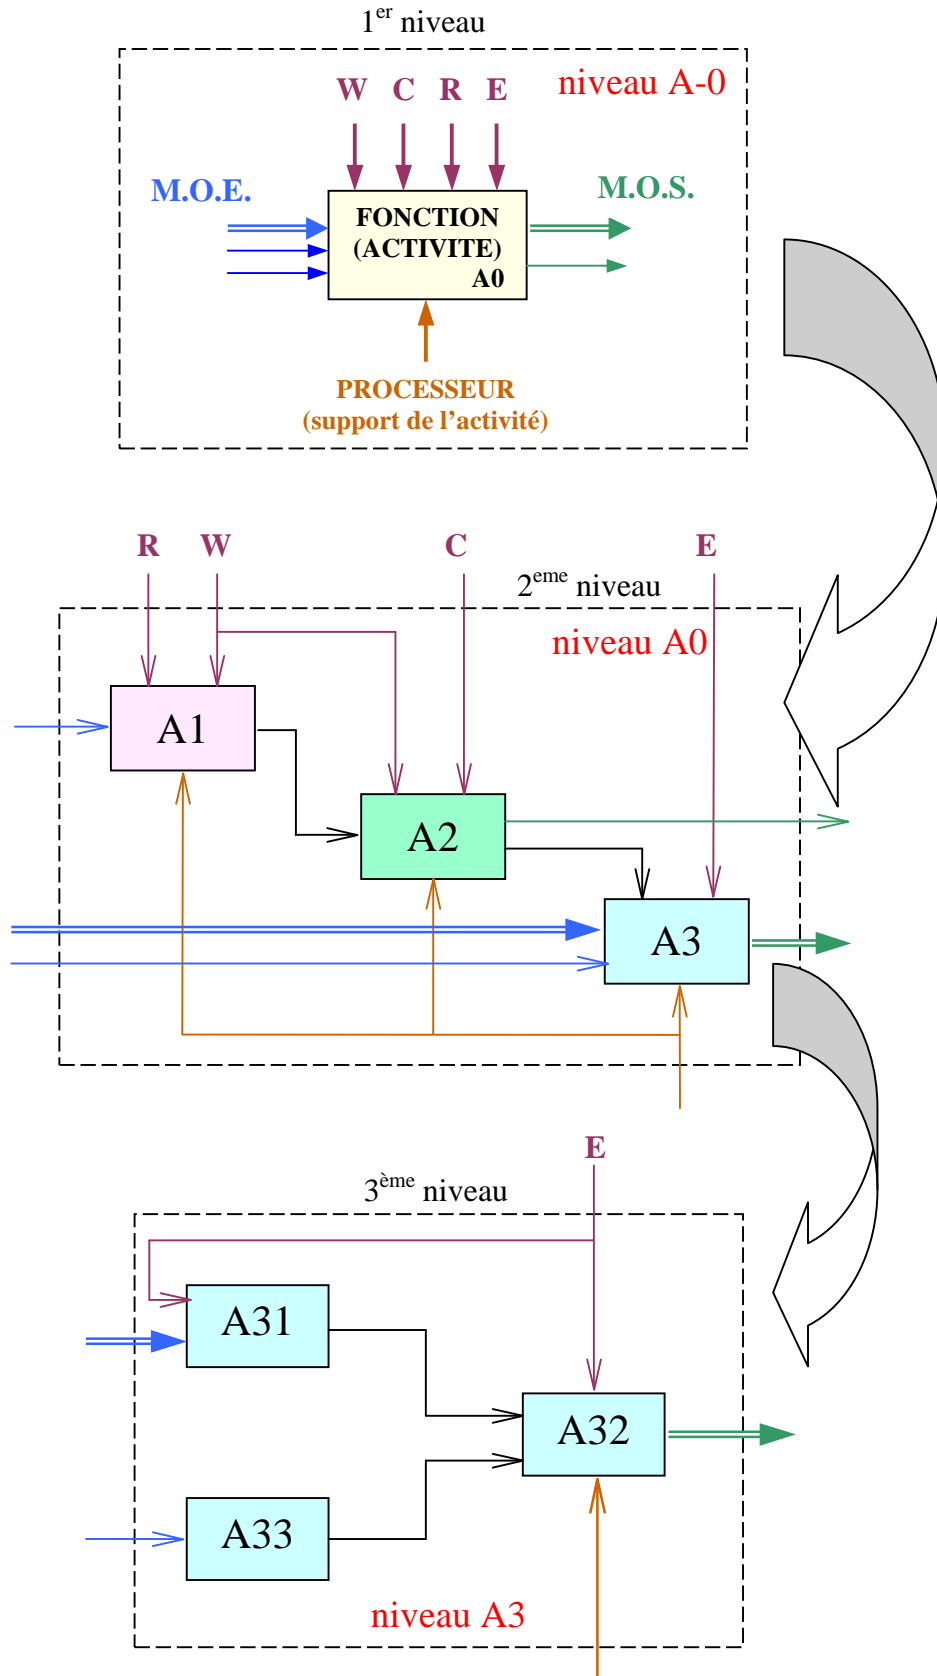 1er niveau
niveau A-0
W C R E
M.O.E.
M.O.S.
FONCTION
(ACTIVITE)
A0
PROCESSEUR
(support de l'activité)
R W C E
2eme niveau
niveau A0
A1
A2
A3
E
3ème niveau
A31
A32
A33
niveau A3